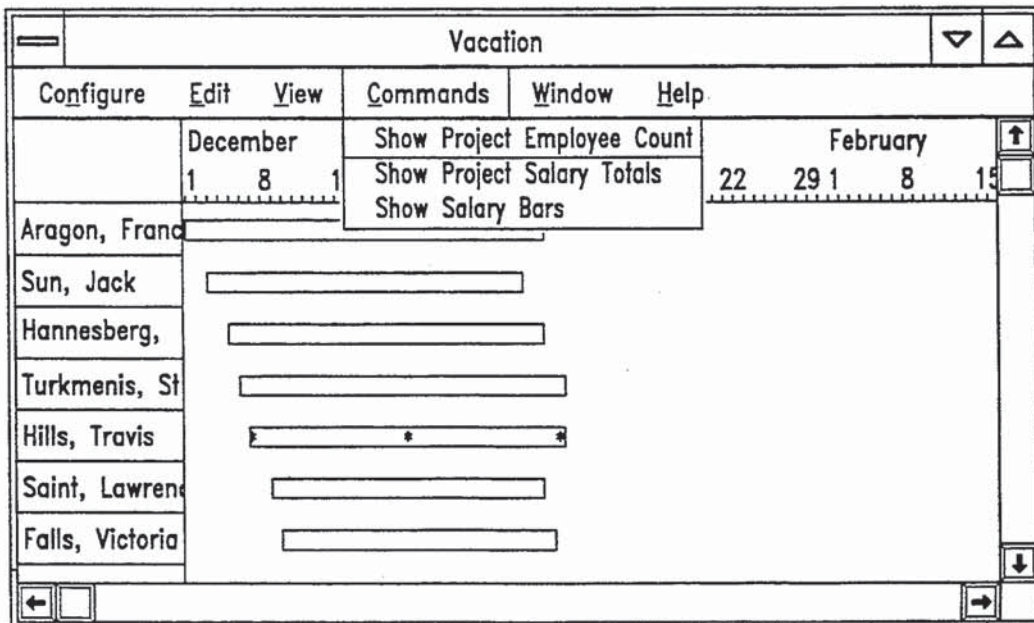 Vacation
Configure Edit View Commands Window Help
December
Show Project Employee Count
February
1 8 1
Show Project Salary Totals
22 29 1 8 15
Show Salary Bars
Aragon, Franc
Sun, Jack
Hannesberg,
Turkmenis, St
Hills, Travis
* *
Saint, Lawren
Falls, Victoria